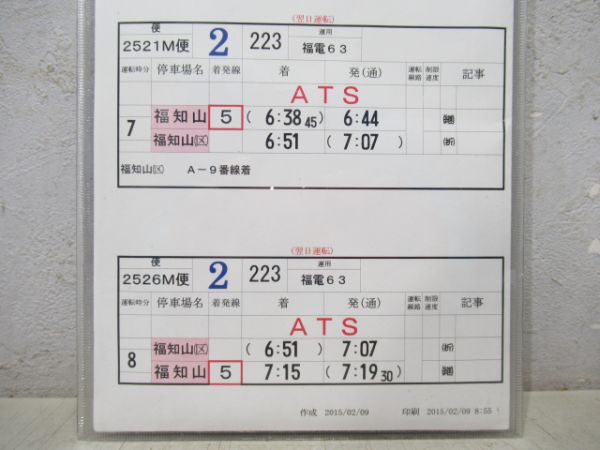 (翌日運転)
便 運用
2521M便 2 223 福電63
運転時分 停車場名 着発線 着 発(通) 運転線路 制限速度 記事
ATS
7 福知山 5 (6:38 45) 6:44
福知山区 6:51 (7:07)
福知山区 A-9番線着
(翌日運転)
便 運用
2526M便 2 223 福電63
運転時分 停車場名 着発線 着 発(通) 運転線路 制限速度 記事
ATS
8 福知山区 (6:51) 7:07
福知山 5 7:15 (7:19 30)
作成 2015/02/09 印刷 2015/02/09 8:55